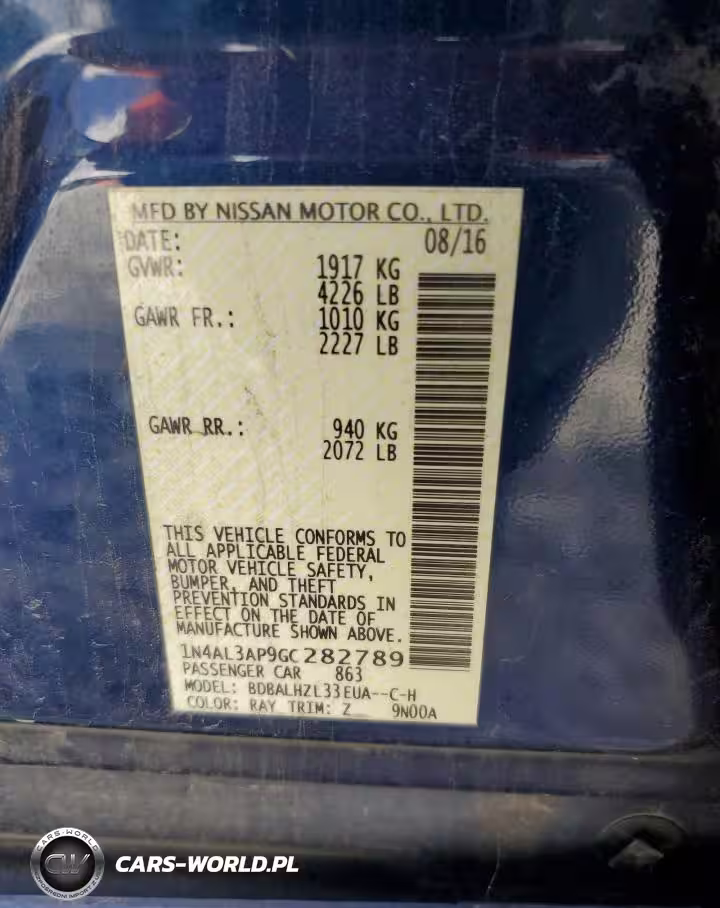 MFD BY NISSAN MOTOR CO., LTD.
DATE: 08/16
GVWR: 1917 KG
4226 LB
GAWR FR.: 1010 KG
2227 LB
GAWR RR.: 940 KG
2072 LB
THIS VEHICLE CONFORMS TO
ALL APPLICABLE FEDERAL
MOTOR VEHICLE SAFETY,
BUMPER, AND THEFT
PREVENTION STANDARDS IN
EFFECT ON THE DATE OF
MANUFACTURE SHOWN ABOVE.
1N4AL3AP9GC282789
PASSENGER CAR 863
MODEL: BDBALHZL33EUA--C-H
COLOR: RAY TRIM: Z 9N00A
CARS-WORLD
CW
CARS-WORLD.PL